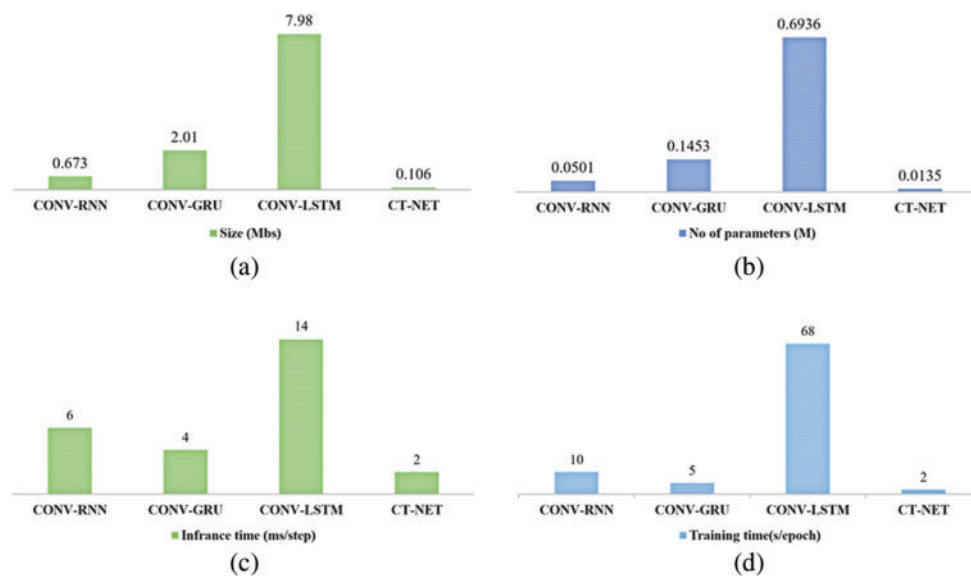 7.98
2.01
0.673
0.106
CONV-RNN CONV-GRU CONV-LSTM CT-NET
Size (Mbs)
(a)
0.6936
0.1453
0.0501
0.0135
CONV-RNN CONV-GRU CONV-LSTM CT-NET
No of parameters (M)
(b)
14
6
4
2
CONV-RNN CONV-GRU CONV-LSTM CT-NET
Infrance time (ms/step)
(c)
68
10
5
2
CONV-RNN CONV-GRU CONV-LSTM CT-NET
Training time(s/epoch)
(d)